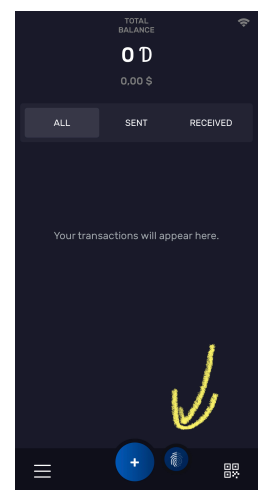 TOTAL
BALANCE
0 D
0,00 $
ALL
SENT
RECEIVED
Your transactions will appear here.
+